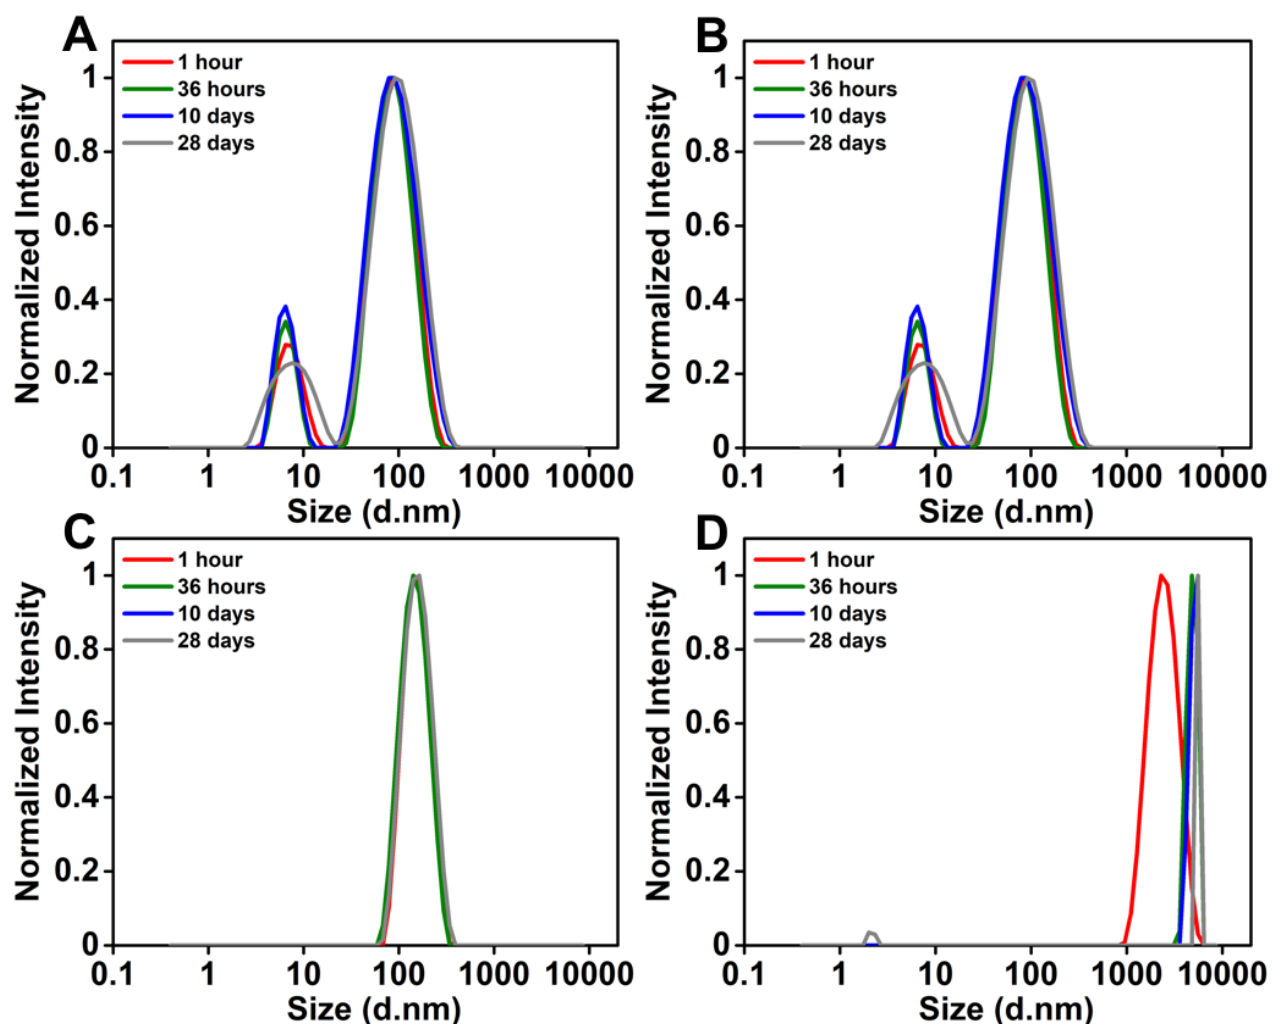 A
1 hour
36 hours
10 days
28 days
Normalized Intensity
1
0.8
0.6
0.4
0.2
0
0.1 1 10 100 1000 10000
Size (d.nm)
B
1 hour
36 hours
10 days
28 days
Normalized Intensity
1
0.8
0.6
0.4
0.2
0
0.1 1 10 100 1000 10000
Size (d.nm)
C
1 hour
36 hours
10 days
28 days
Normalized Intensity
1
0.8
0.6
0.4
0.2
0
0.1 1 10 100 1000 10000
Size (d.nm)
D
1 hour
36 hours
10 days
28 days
Normalized Intensity
1
0.8
0.6
0.4
0.2
0
0.1 1 10 100 1000 10000
Size (d.nm)